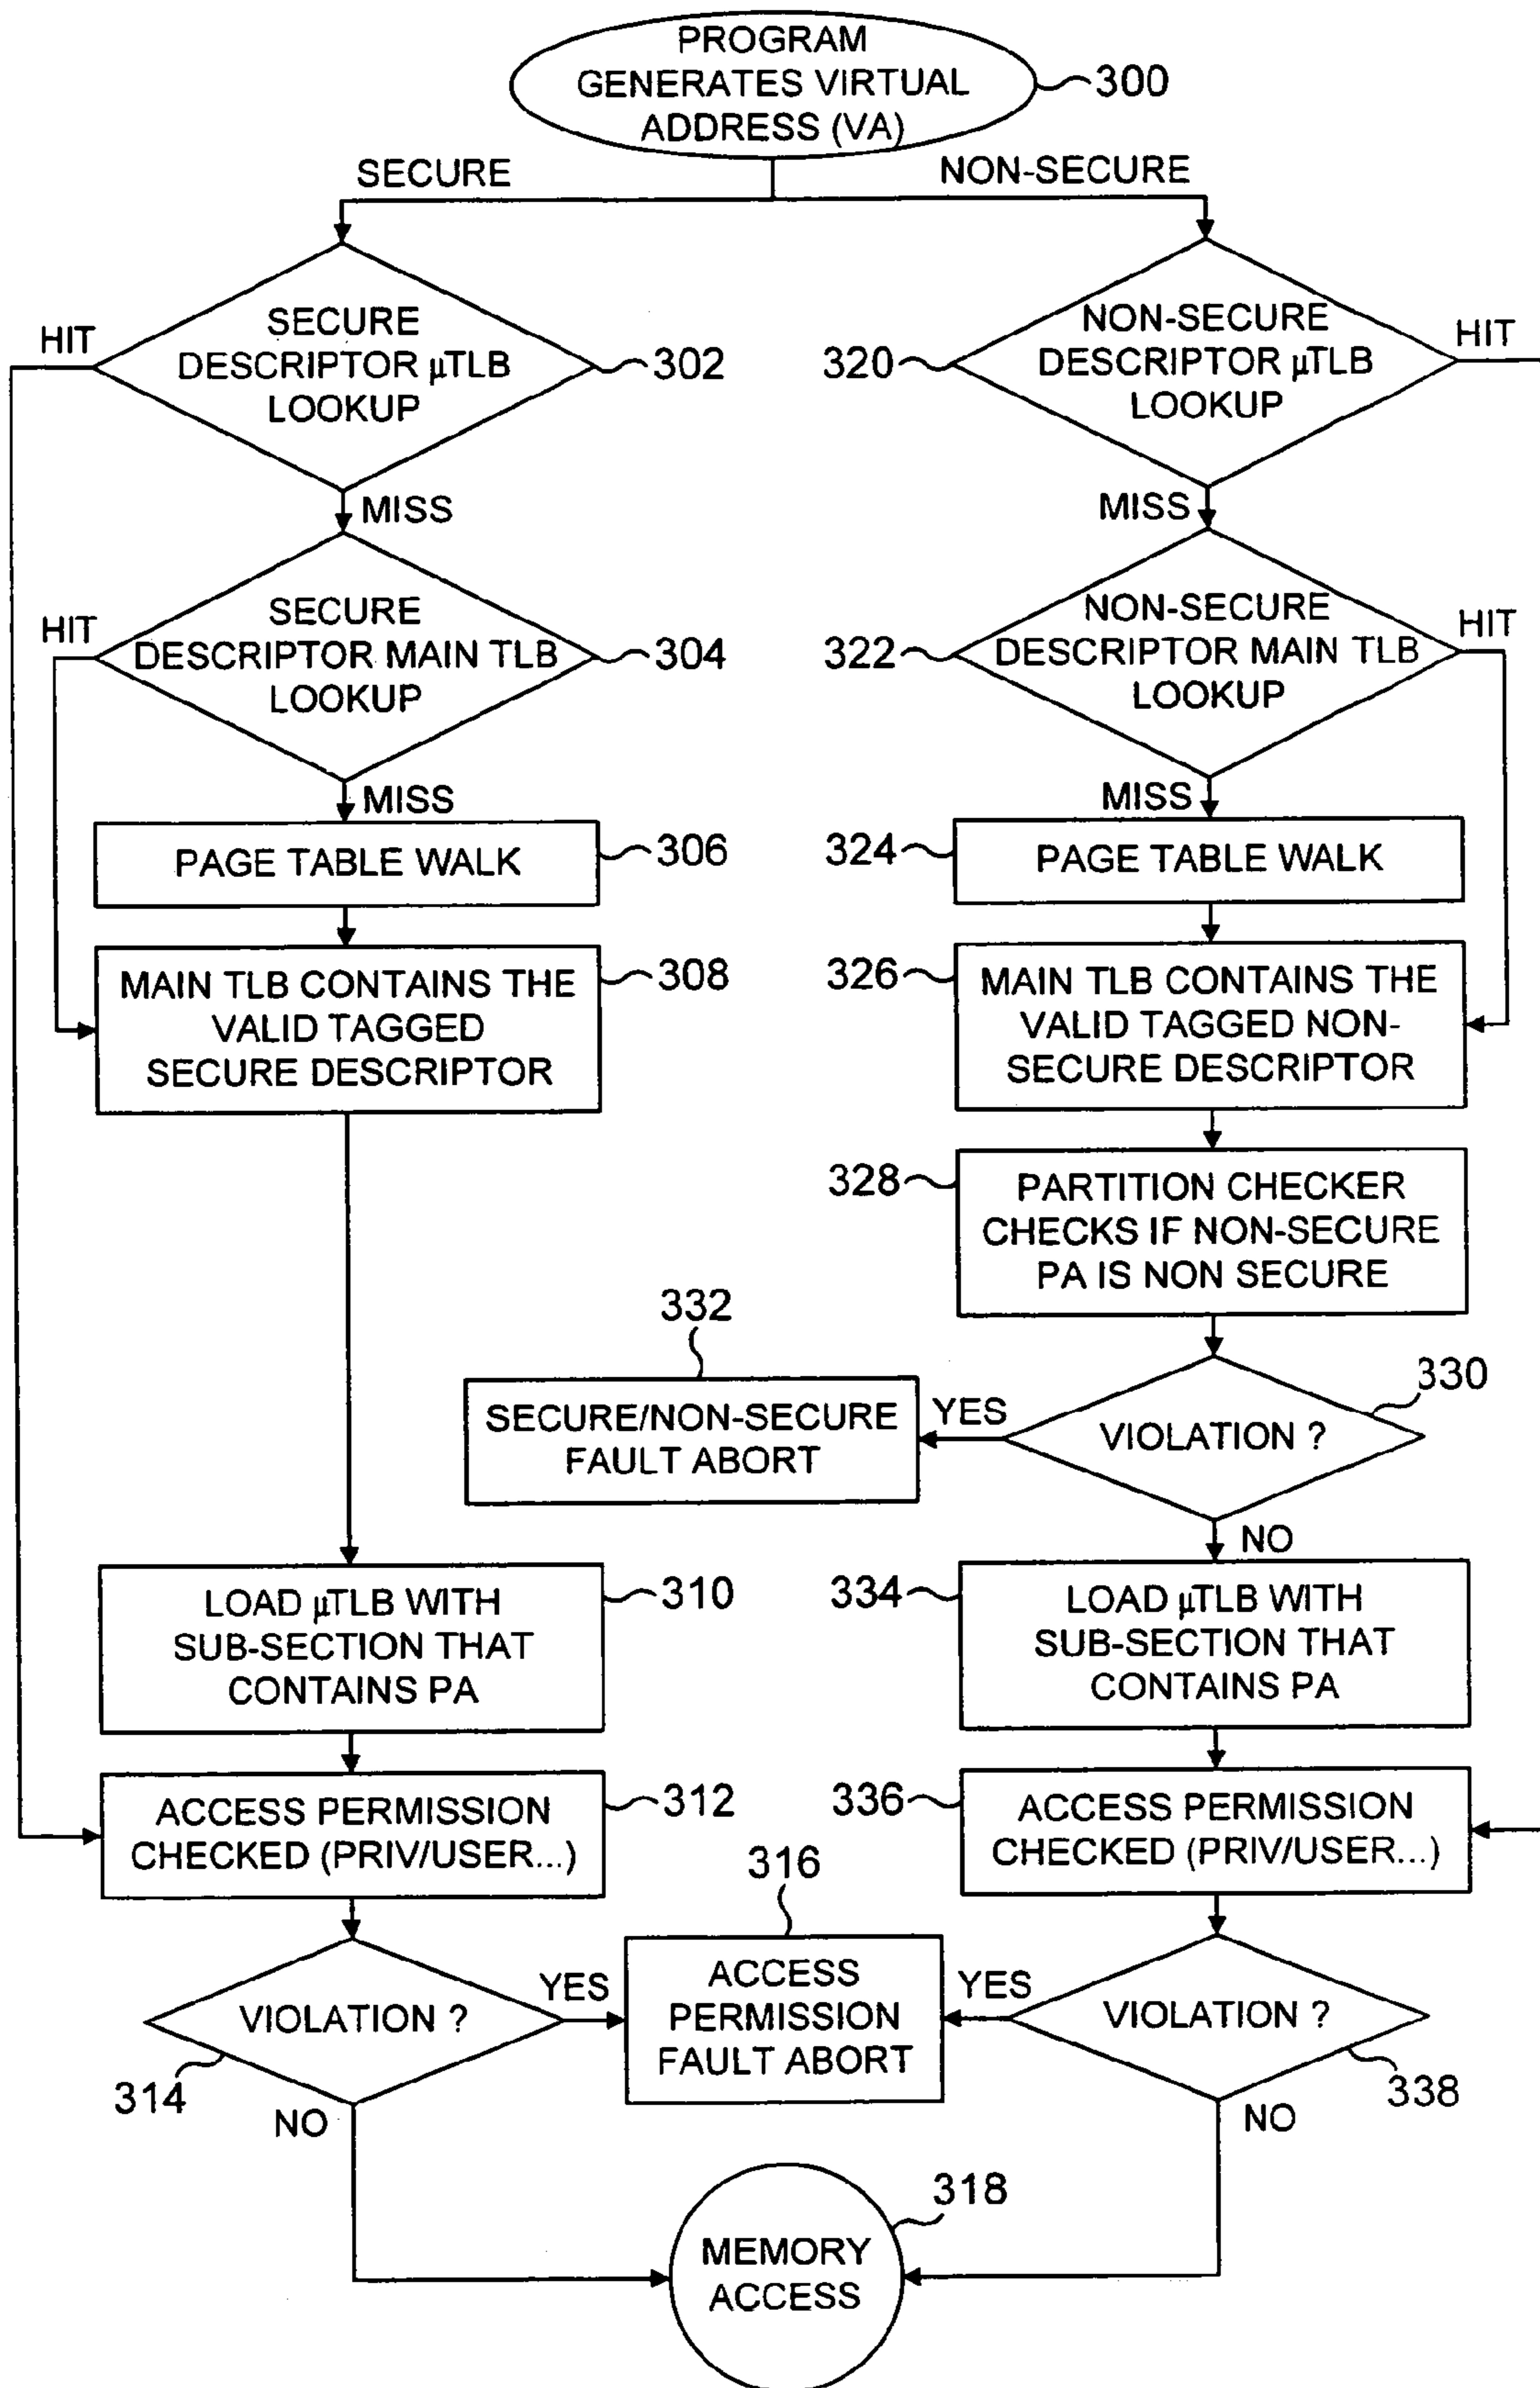 PROGRAM
GENERATES VIRTUAL
ADDRESS (VA)
300
SECURE
NON-SECURE
HIT
SECURE
DESCRIPTOR µTLB
LOOKUP
302
320
NON-SECURE
DESCRIPTOR µTLB
LOOKUP
HIT
MISS
MISS
HIT
SECURE
DESCRIPTOR MAIN TLB
LOOKUP
304
322
NON-SECURE
DESCRIPTOR MAIN TLB
LOOKUP
HIT
MISS
MISS
PAGE TABLE WALK
306
324
PAGE TABLE WALK
MAIN TLB CONTAINS THE
VALID TAGGED
SECURE DESCRIPTOR
308
326
MAIN TLB CONTAINS THE
VALID TAGGED NON-
SECURE DESCRIPTOR
328
PARTITION CHECKER
CHECKS IF NON-SECURE
PA IS NON SECURE
332
SECURE/NON-SECURE
FAULT ABORT
YES
VIOLATION ?
330
NO
LOAD µTLB WITH
SUB-SECTION THAT
CONTAINS PA
310
334
LOAD µTLB WITH
SUB-SECTION THAT
CONTAINS PA
ACCESS PERMISSION
CHECKED (PRIV/USER...)
312
336
ACCESS PERMISSION
CHECKED (PRIV/USER...)
316
VIOLATION ?
YES
ACCESS
PERMISSION
FAULT ABORT
YES
VIOLATION ?
314
338
NO
NO
318
MEMORY
ACCESS